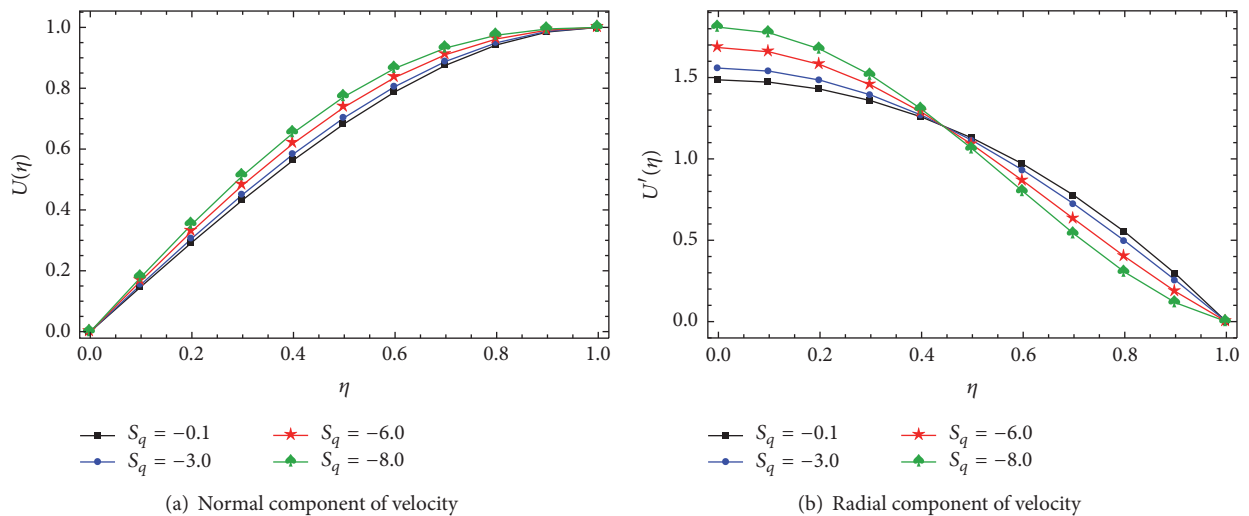 1.0
0.8
0.6
0.4
0.2
0.0
U(η)
0.0 0.2 0.4 0.6 0.8 1.0
η
S_q = −0.1
S_q = −6.0
S_q = −3.0
S_q = −8.0
(a) Normal component of velocity
1.5
1.0
0.5
0.0
U′(η)
0.0 0.2 0.4 0.6 0.8 1.0
η
S_q = −0.1
S_q = −6.0
S_q = −3.0
S_q = −8.0
(b) Radial component of velocity